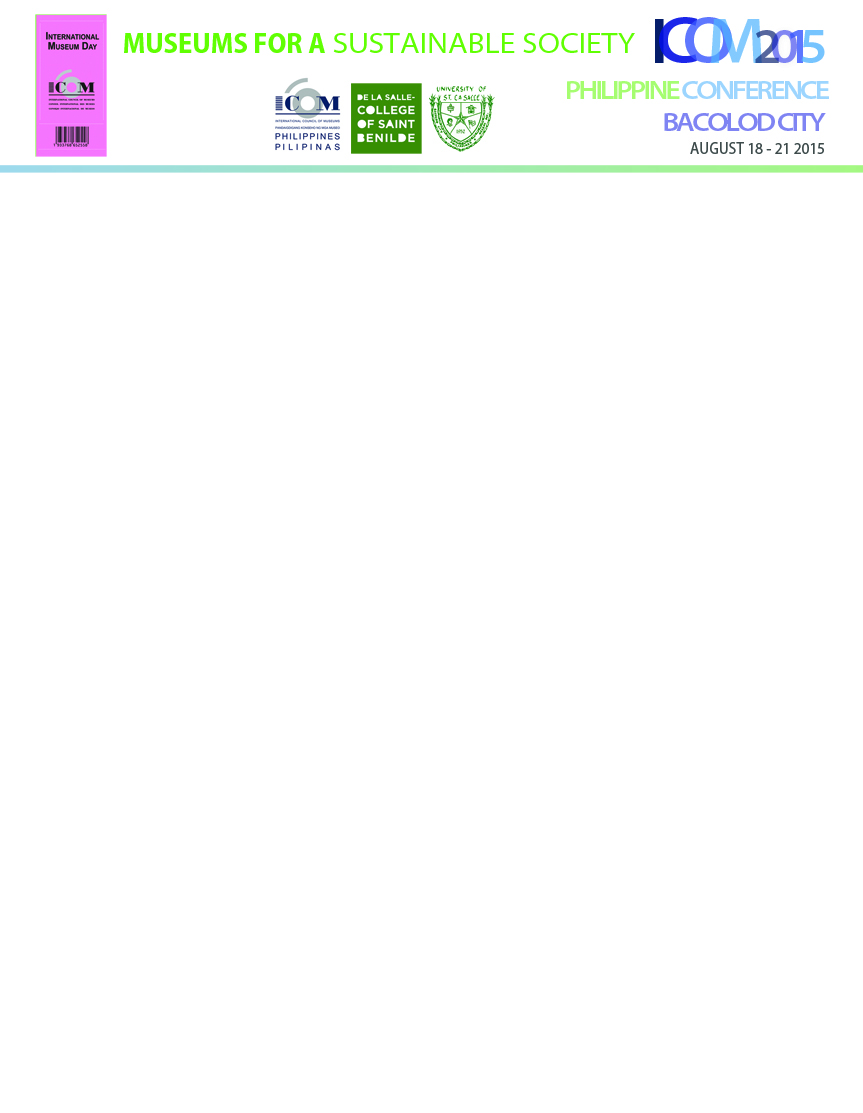 INTERNATIONAL
MUSEUM DAY
ICOM
MUSEUMS FOR A SUSTAINABLE SOCIETY
ICOM2015
PHILIPPINE CONFERENCE
BACOLOD CITY
AUGUST 18 - 21 2015
ICOM
INTERNATIONAL COUNCIL OF MUSEUMS
PHILIPPINES
PILIPINAS
DE LA SALLE-
COLLEGE
OF SAINT
BENILDE
UNIVERSITY OF
ST. LA SALLE
1952